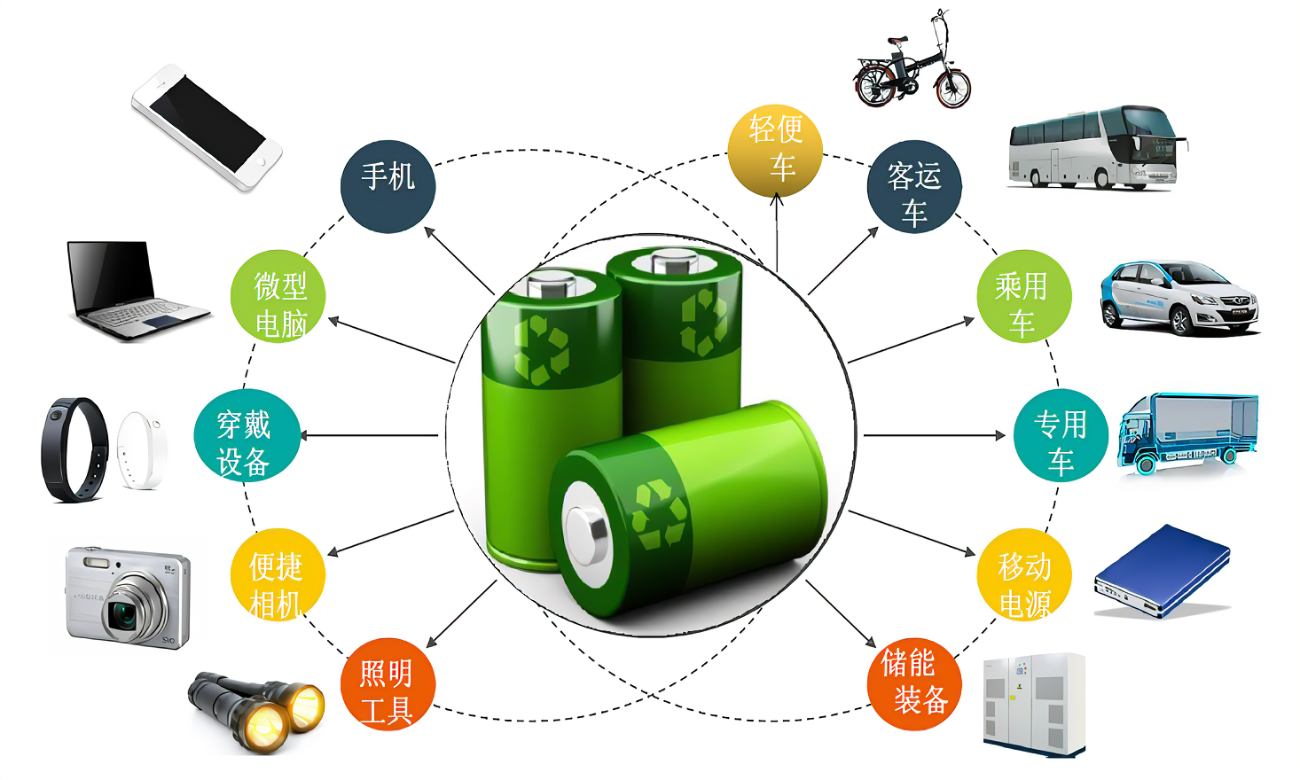 手机
微型
电脑
穿戴
设备
便捷
相机
照明
工具
轻便
车
客运
车
乘用
车
专用
车
移动
电源
储能
装备